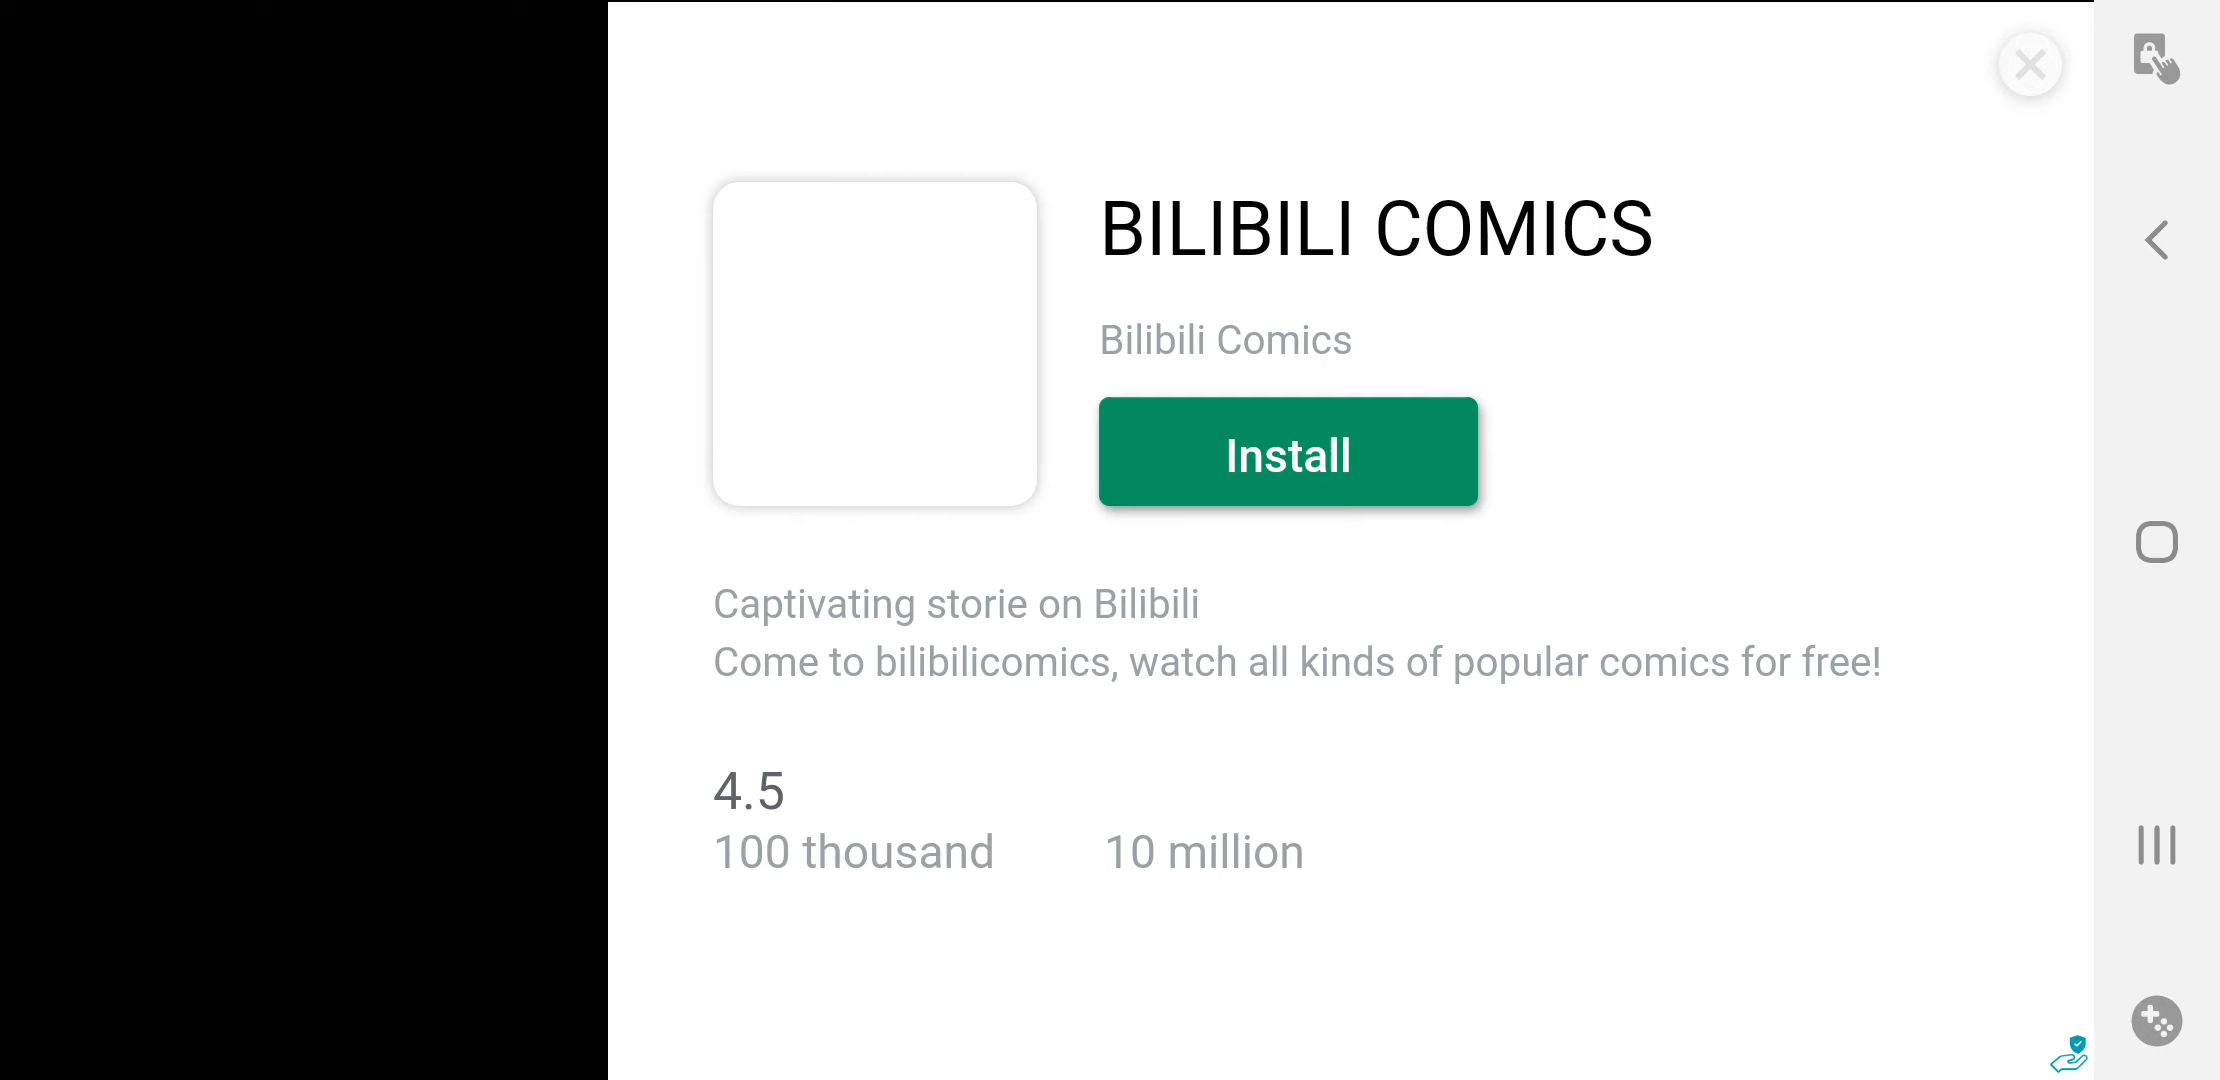 BILIBILI COMICS
Bilibili Comics
Install
Captivating storie on Bilibili
Come to bilibilicomics, watch all kinds of popular comics for free!
4.5
100 thousand 10 million